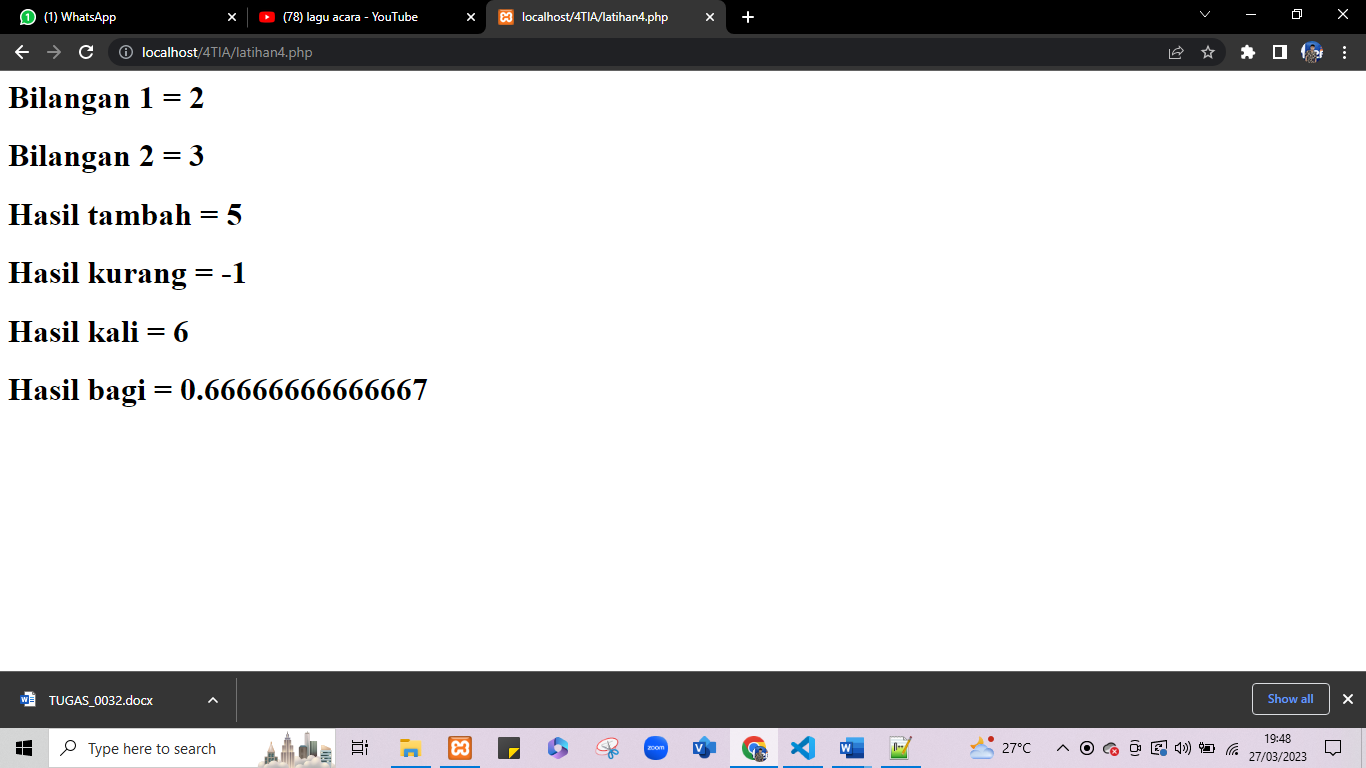 (1) WhatsApp
(78) lagu acara - YouTube
localhost/4TIA/latihan4.php
localhost/4TIA/latihan4.php
Bilangan 1 = 2
Bilangan 2 = 3
Hasil tambah = 5
Hasil kurang = -1
Hasil kali = 6
Hasil bagi = 0.66666666666667
TUGAS_0032.docx
Show all
Type here to search
zoom
27°C
19:48
27/03/2023